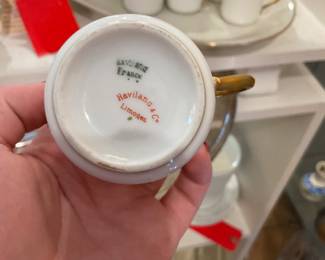 Haviland
France
Haviland & Co.
Limoges